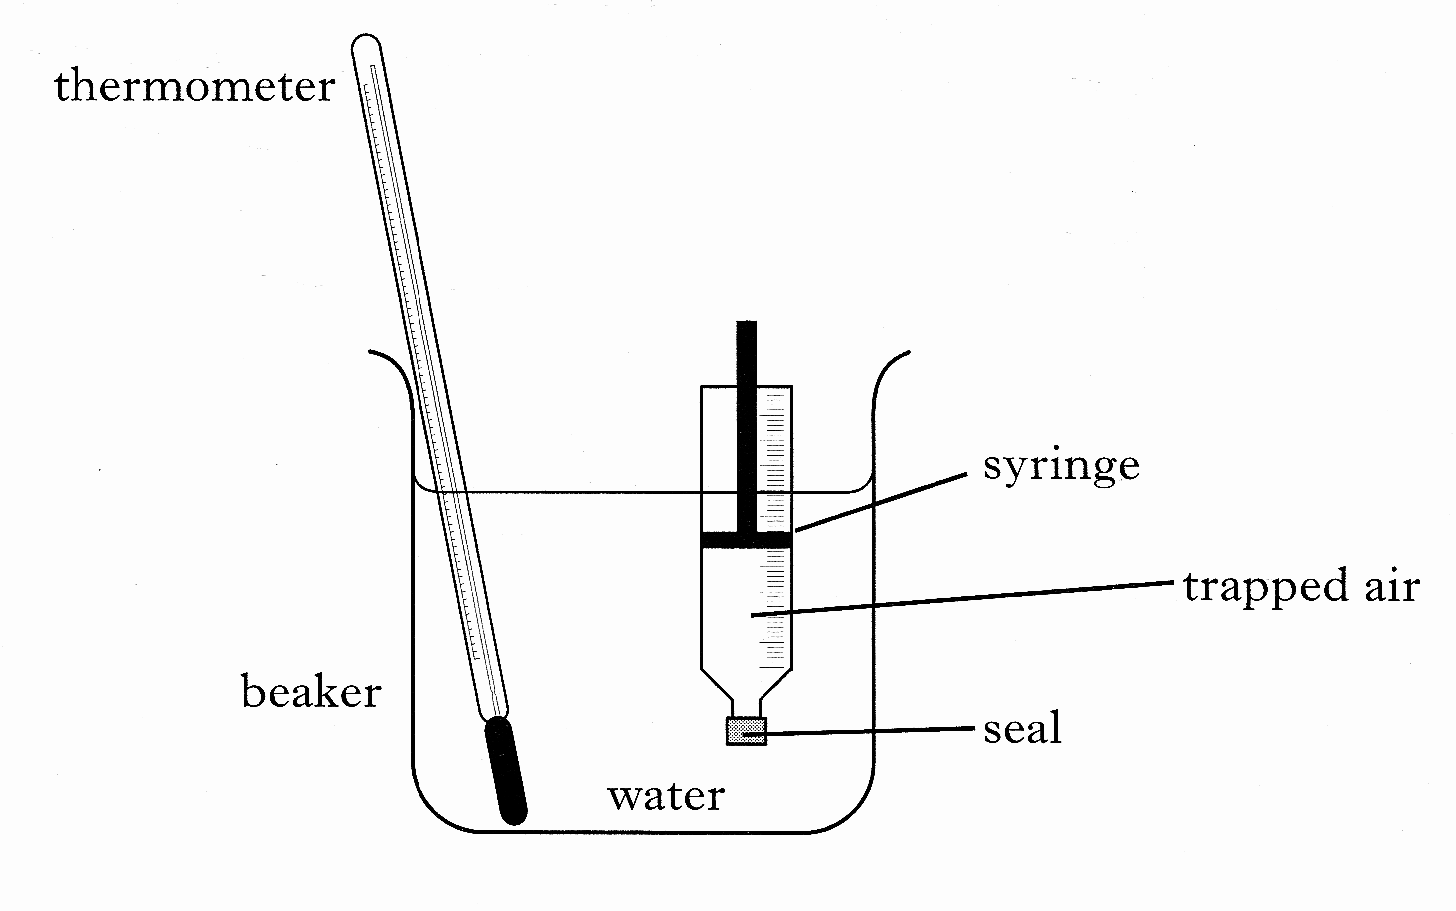 thermometer
syringe
trapped air
beaker
seal
water